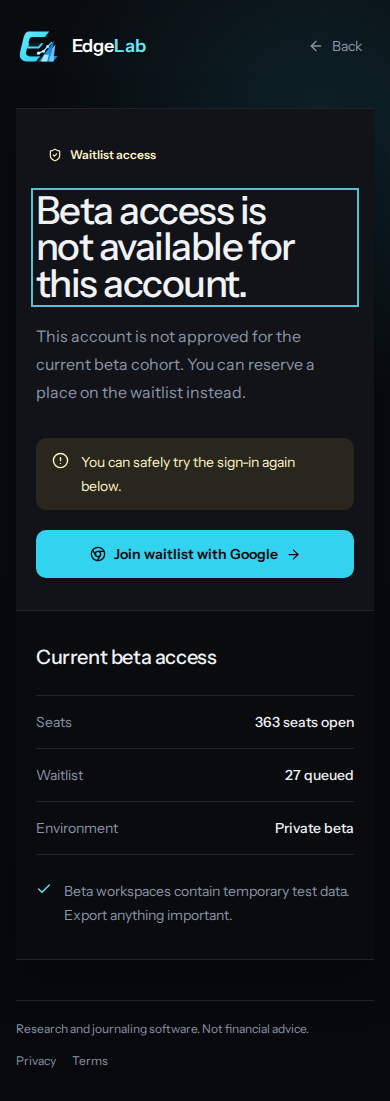 EdgeLab
Back
Waitlist access
Beta access is
not available for
this account.
This account is not approved for the
current beta cohort. You can reserve a
place on the waitlist instead.
You can safely try the sign-in again
below.
Join waitlist with Google
Current beta access
Seats 363 seats open
Waitlist 27 queued
Environment Private beta
Beta workspaces contain temporary test data.
Export anything important.
Research and journaling software. Not financial advice.
Privacy Terms